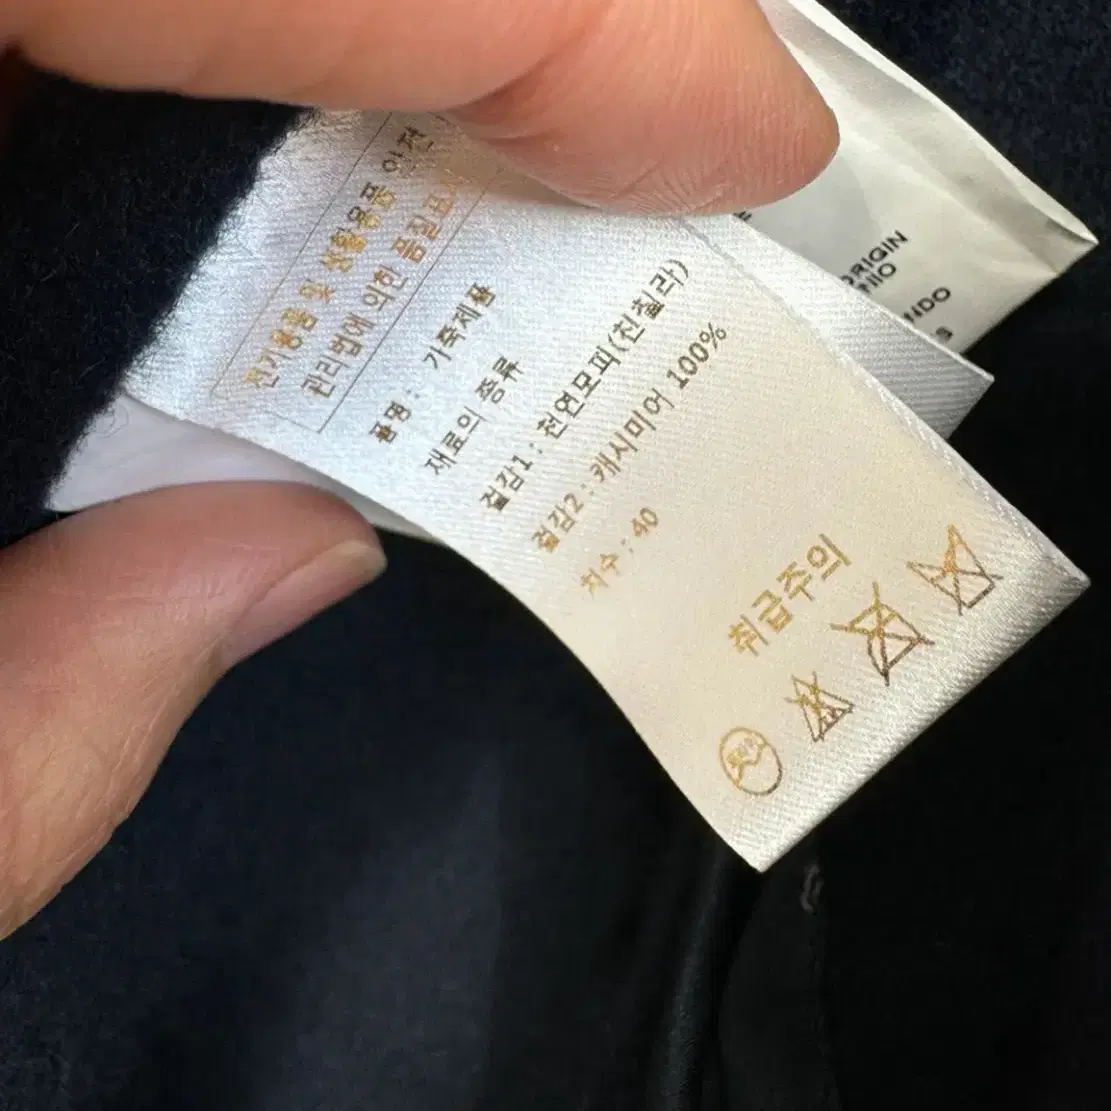 전기용품 및 생활용품 안전
관리법에 의한 품질표시
품명 : 가죽제품
재료의 종류
겉감1 : 천연모피(친칠라)
겉감2 : 캐시미어 100%
치수 : 40
취급주의
ORIGIN